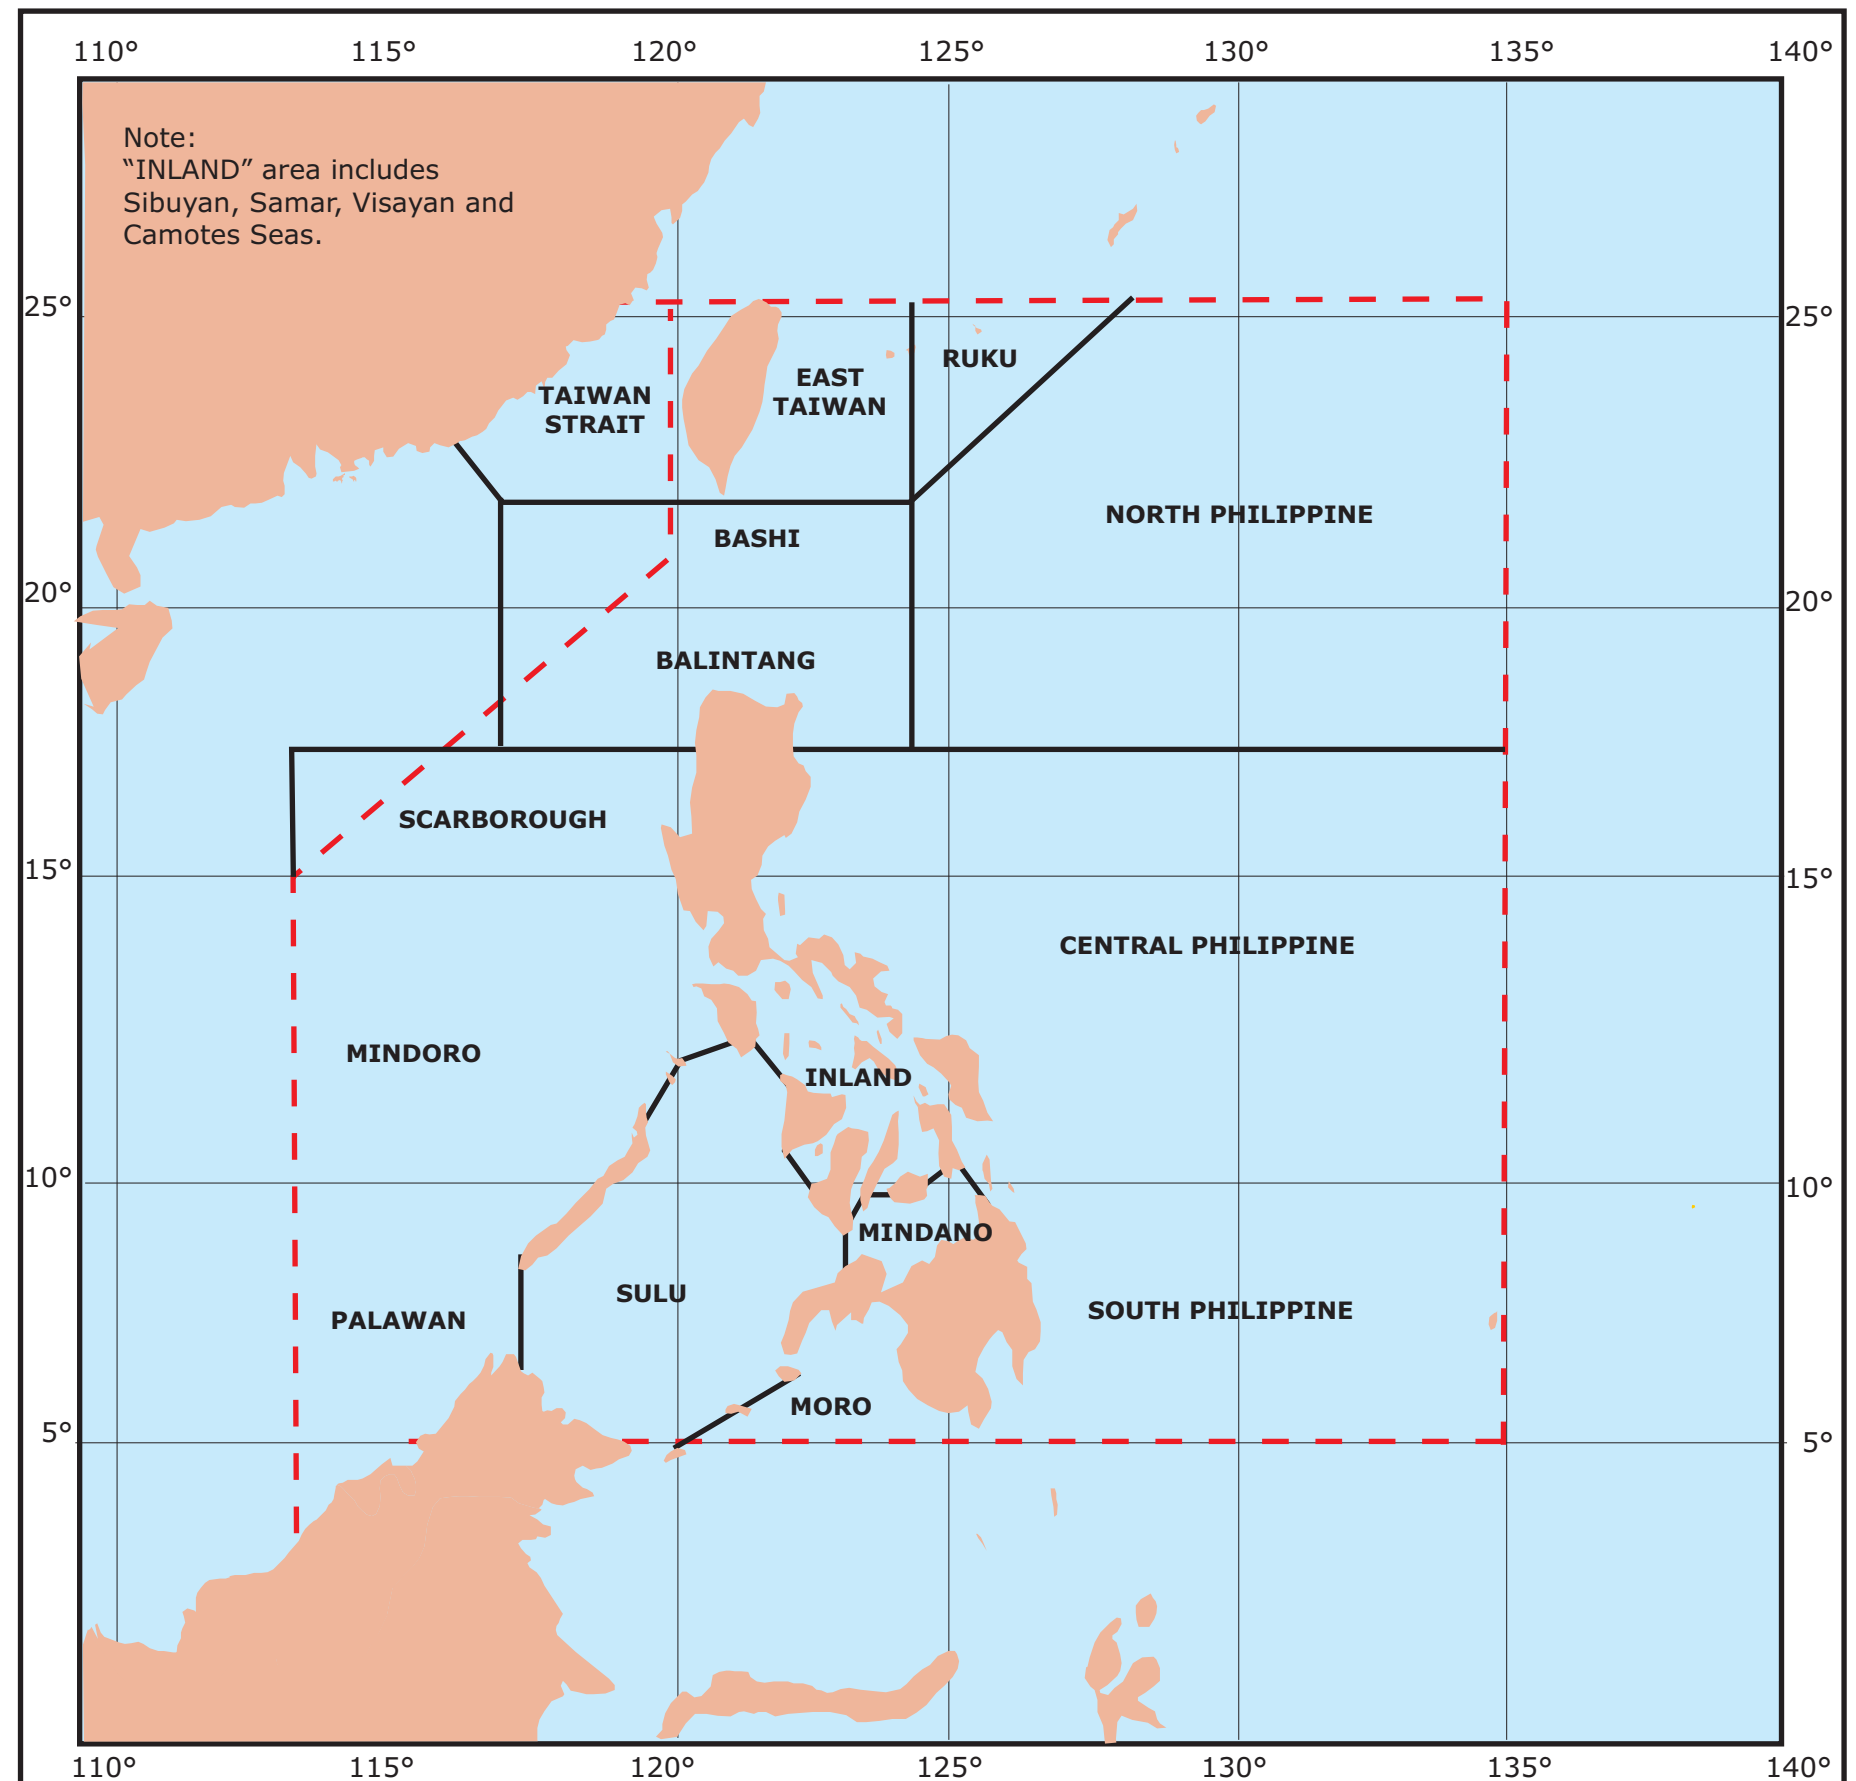 110° 115° 120° 125° 130° 135° 140°
Note:
“INLAND” area includes
Sibuyan, Samar, Visayan and
Camotes Seas.
25° 25°
RUKU
EAST
TAIWAN
TAIWAN
STRAIT
NORTH PHILIPPINE
BASHI
20° 20°
BALINTANG
SCARBOROUGH
15° 15°
CENTRAL PHILIPPINE
MINDORO
INLAND
10° 10°
MINDANO
SULU
SOUTH PHILIPPINE
PALAWAN
MORO
5° 5°
110° 115° 120° 125° 130° 135° 140°